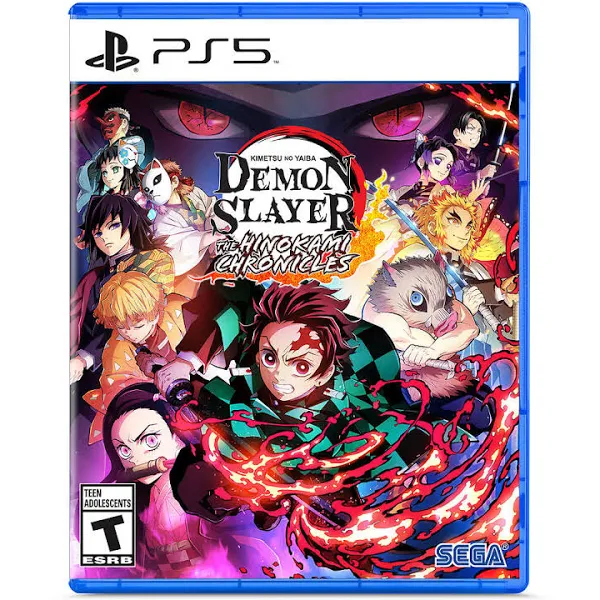 PS5
KIMETSU NO YAIBA
DEMON
SLAYER
THE HINOKAMI
CHRONICLES
TEEN
ADOLESCENTS
T
ESRB
SEGA